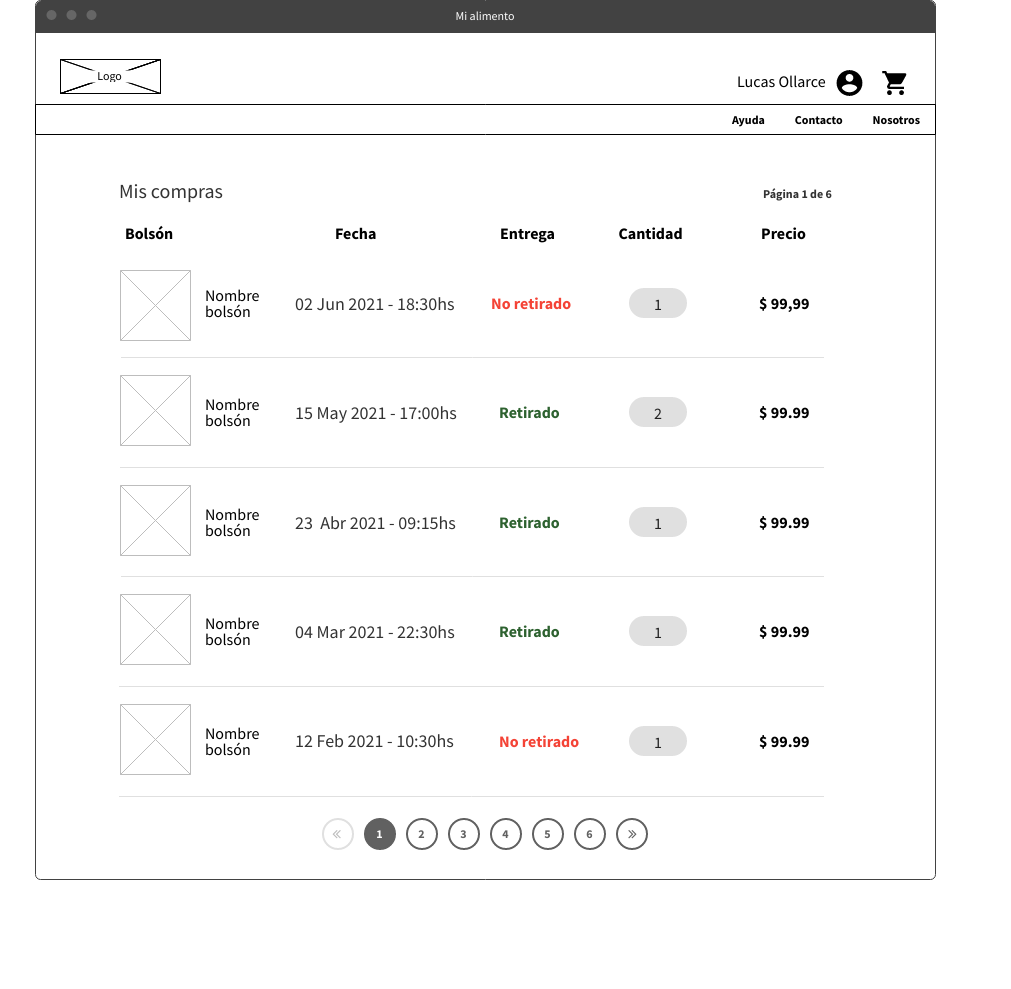 Mi alimento
Logo
Lucas Ollarce
Ayuda Contacto Nosotros
Mis compras
Página 1 de 6
Bolsón Fecha Entrega Cantidad Precio
Nombre
bolsón
02 Jun 2021 - 18:30hs No retirado 1 $ 99,99
Nombre
bolsón
15 May 2021 - 17:00hs Retirado 2 $ 99.99
Nombre
bolsón
23  Abr 2021 - 09:15hs Retirado 1 $ 99.99
Nombre
bolsón
04 Mar 2021 - 22:30hs Retirado 1 $ 99.99
Nombre
bolsón
12 Feb 2021 - 10:30hs No retirado 1 $ 99.99
« 1 2 3 4 5 6 »